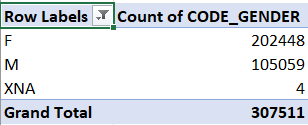 Row Labels Count of CODE_GENDER
F 202448
M 105059
XNA 4
Grand Total 307511